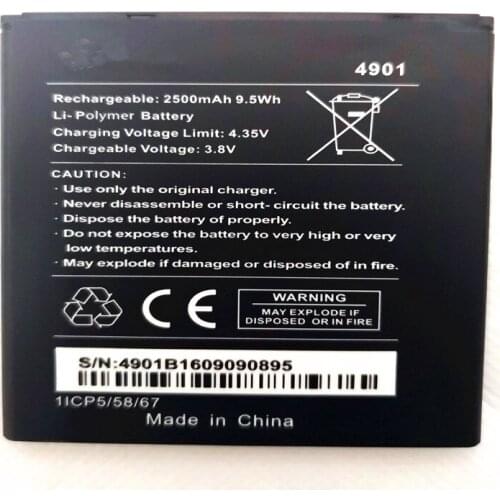 4901
Rechargeable: 2500mAh 9.5Wh
Li-Polymer Battery
Charging Voltage Limit: 4.35V
Chargeable Voltage: 3.8V
CAUTION:
• Use only the original charger.
• Never disassemble or short- circuit the battery.
• Dispose the battery of properly.
• Do not expose the battery to very high or very
low temperatures.
• May explode if damaged or disposed of in fire.
CE
WARNING
MAY EXPLODE IF
DISPOSED OR IN FIRE
S/N:4901B1609090895
1ICP5/58/67
Made in China